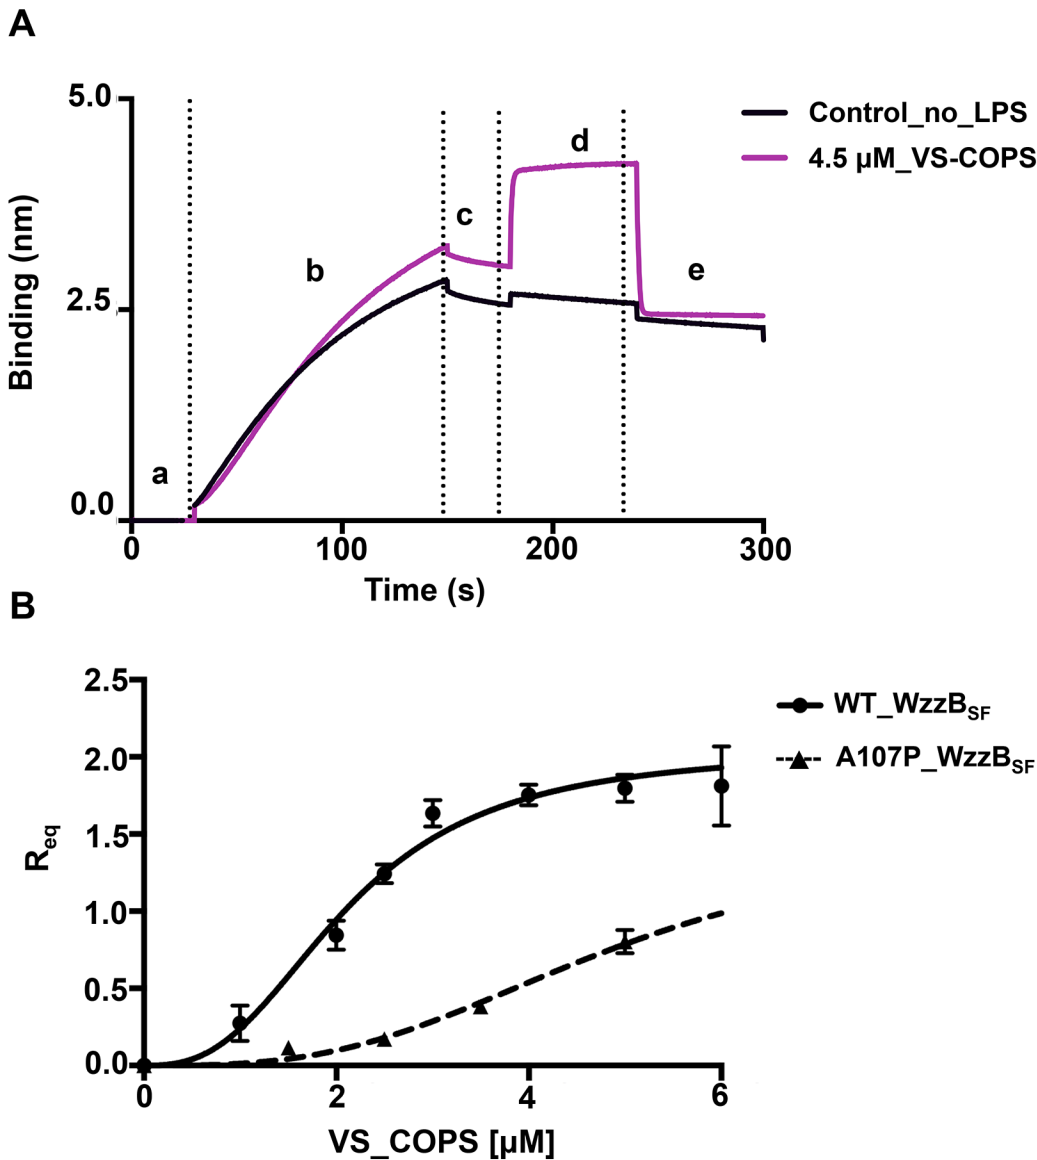 A
5.0
2.5
0.0
Binding (nm)
a
b
c
d
e
Control_no_LPS
4.5 µM_VS-COPS
0 100 200 300
Time (s)
B
2.5
2.0
1.5
1.0
0.5
0.0
Req
WT_WzzBSF
A107P_WzzBSF
0 2 4 6
VS_COPS [µM]